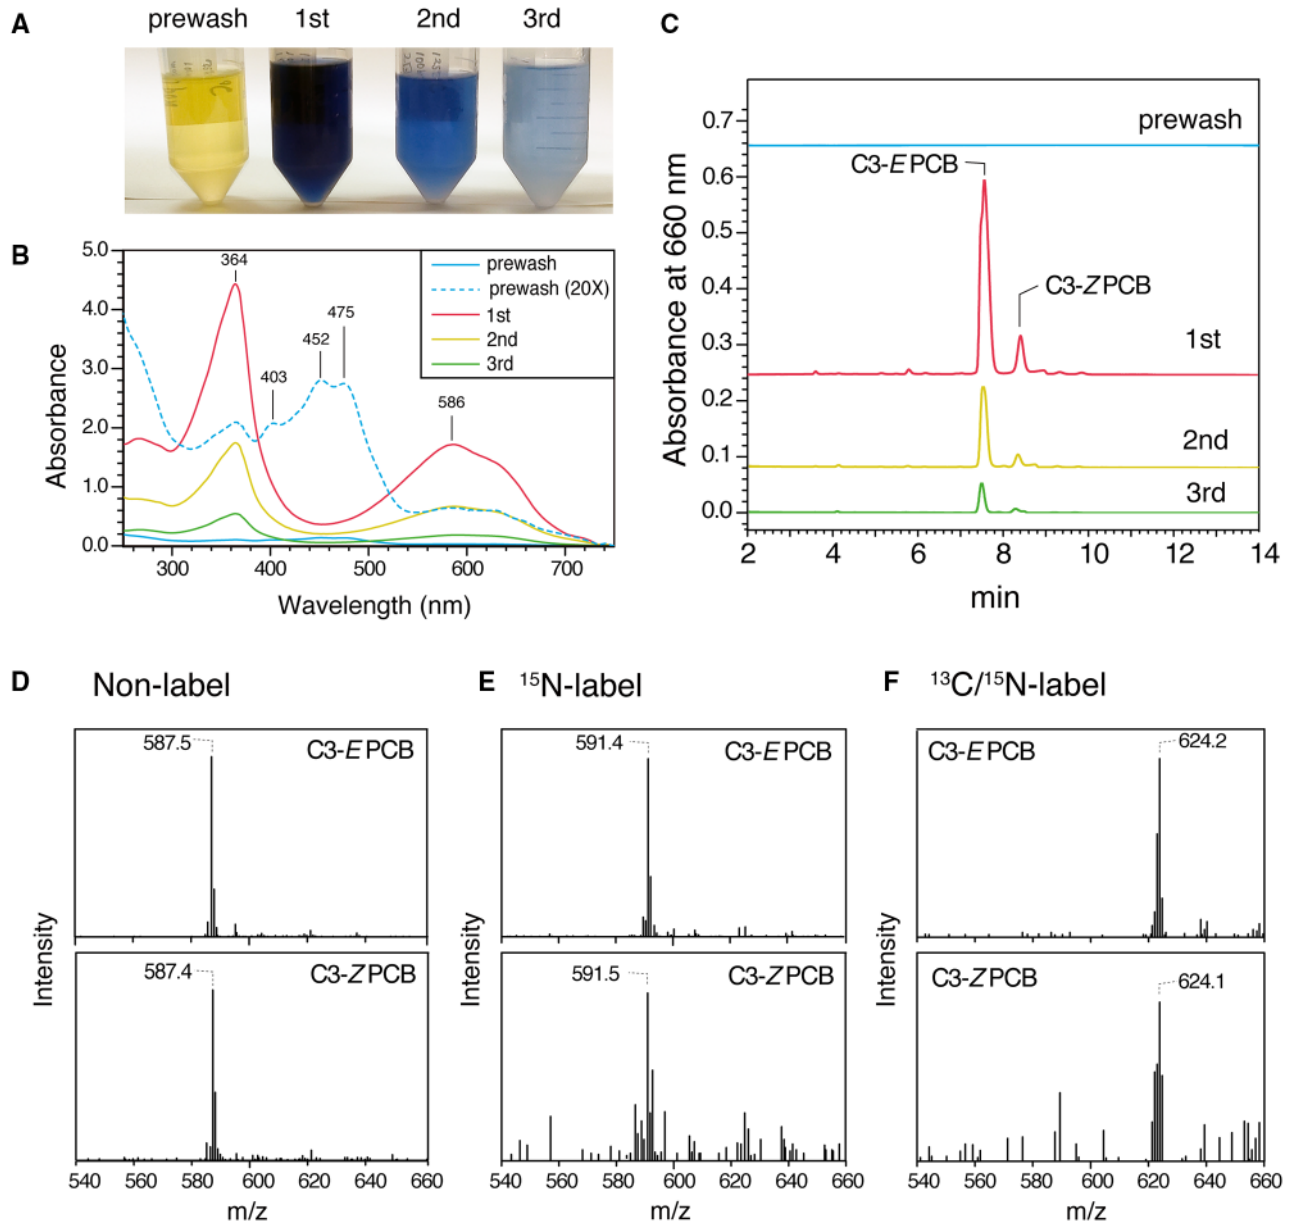 A
prewash 1st 2nd 3rd
B
5.0
4.0
3.0
2.0
1.0
0.0
Absorbance
364
403
452
475
586
prewash
prewash (20X)
1st
2nd
3rd
300 400 500 600 700
Wavelength (nm)
C
0.7
0.6
0.5
0.4
0.3
0.2
0.1
0.0
Absorbance at 660 nm
prewash
C3-E PCB
C3-Z PCB
1st
2nd
3rd
2 4 6 8 10 12 14
min
D Non-label
587.5
C3-E PCB
587.4
C3-Z PCB
Intensity
540 560 580 600 620 640 660
m/z
E ¹⁵N-label
591.4
C3-E PCB
591.5
C3-Z PCB
Intensity
540 560 580 600 620 640 660
m/z
F ¹³C/¹⁵N-label
C3-E PCB
624.2
C3-Z PCB
624.1
Intensity
540 560 580 600 620 640 660
m/z